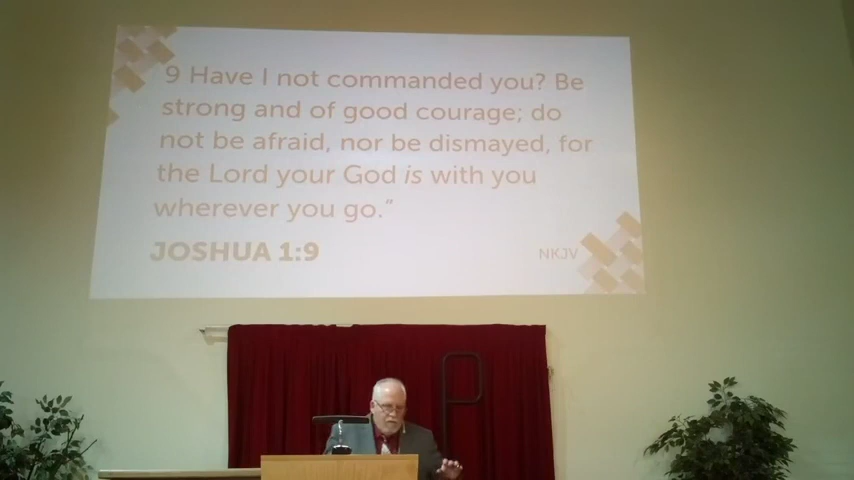 9 Have I not commanded you? Be
strong and of good courage; do
not be afraid, nor be dismayed, for
the Lord your God is with you
wherever you go.”
JOSHUA 1:9
NKJV